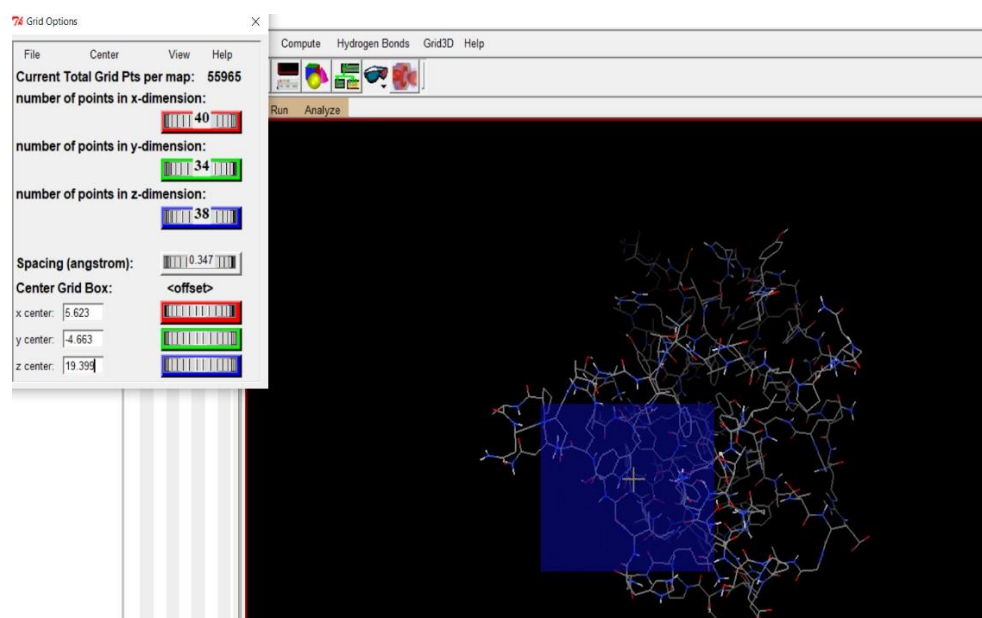 74 Grid Options
File Center View Help
Current Total Grid Pts per map: 55965
number of points in x-dimension:
40
number of points in y-dimension:
34
number of points in z-dimension:
38
Spacing (angstrom): 0.347
Center Grid Box: <offset>
x center: 5.623
y center: -4.663
z center: 19.399
Compute Hydrogen Bonds Grid3D Help
Run Analyze